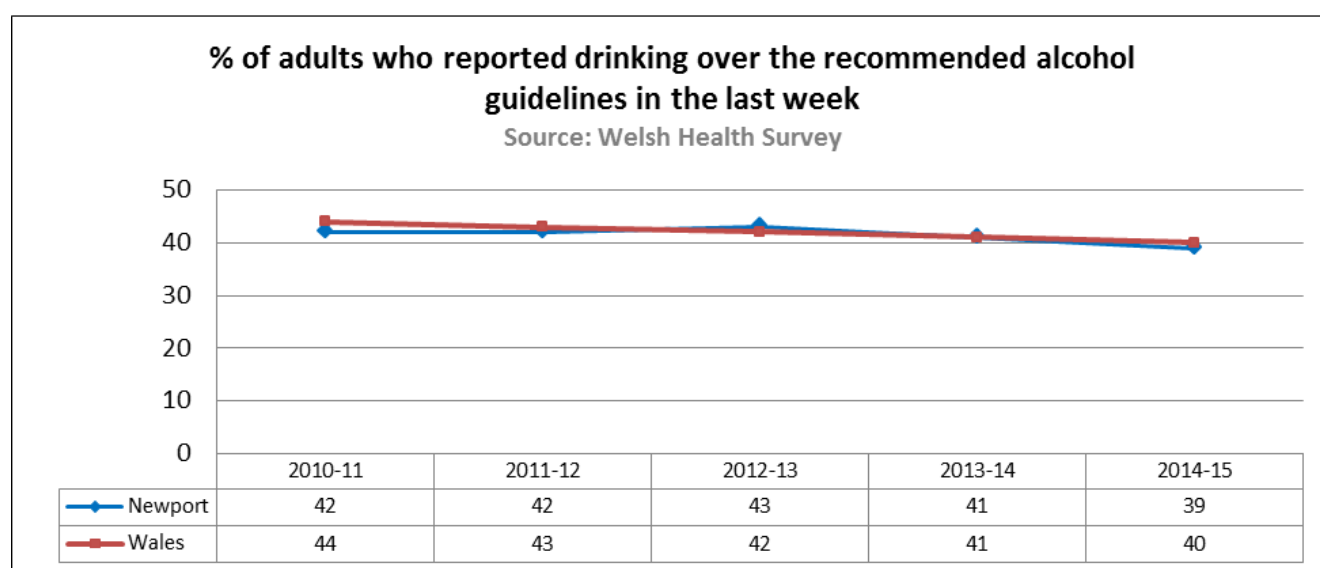 % of adults who reported drinking over the recommended alcohol
guidelines in the last week
Source: Welsh Health Survey
50
40
30
20
10
0
2010-11 2011-12 2012-13 2013-14 2014-15
Newport 42 42 43 41 39
Wales 44 43 42 41 40